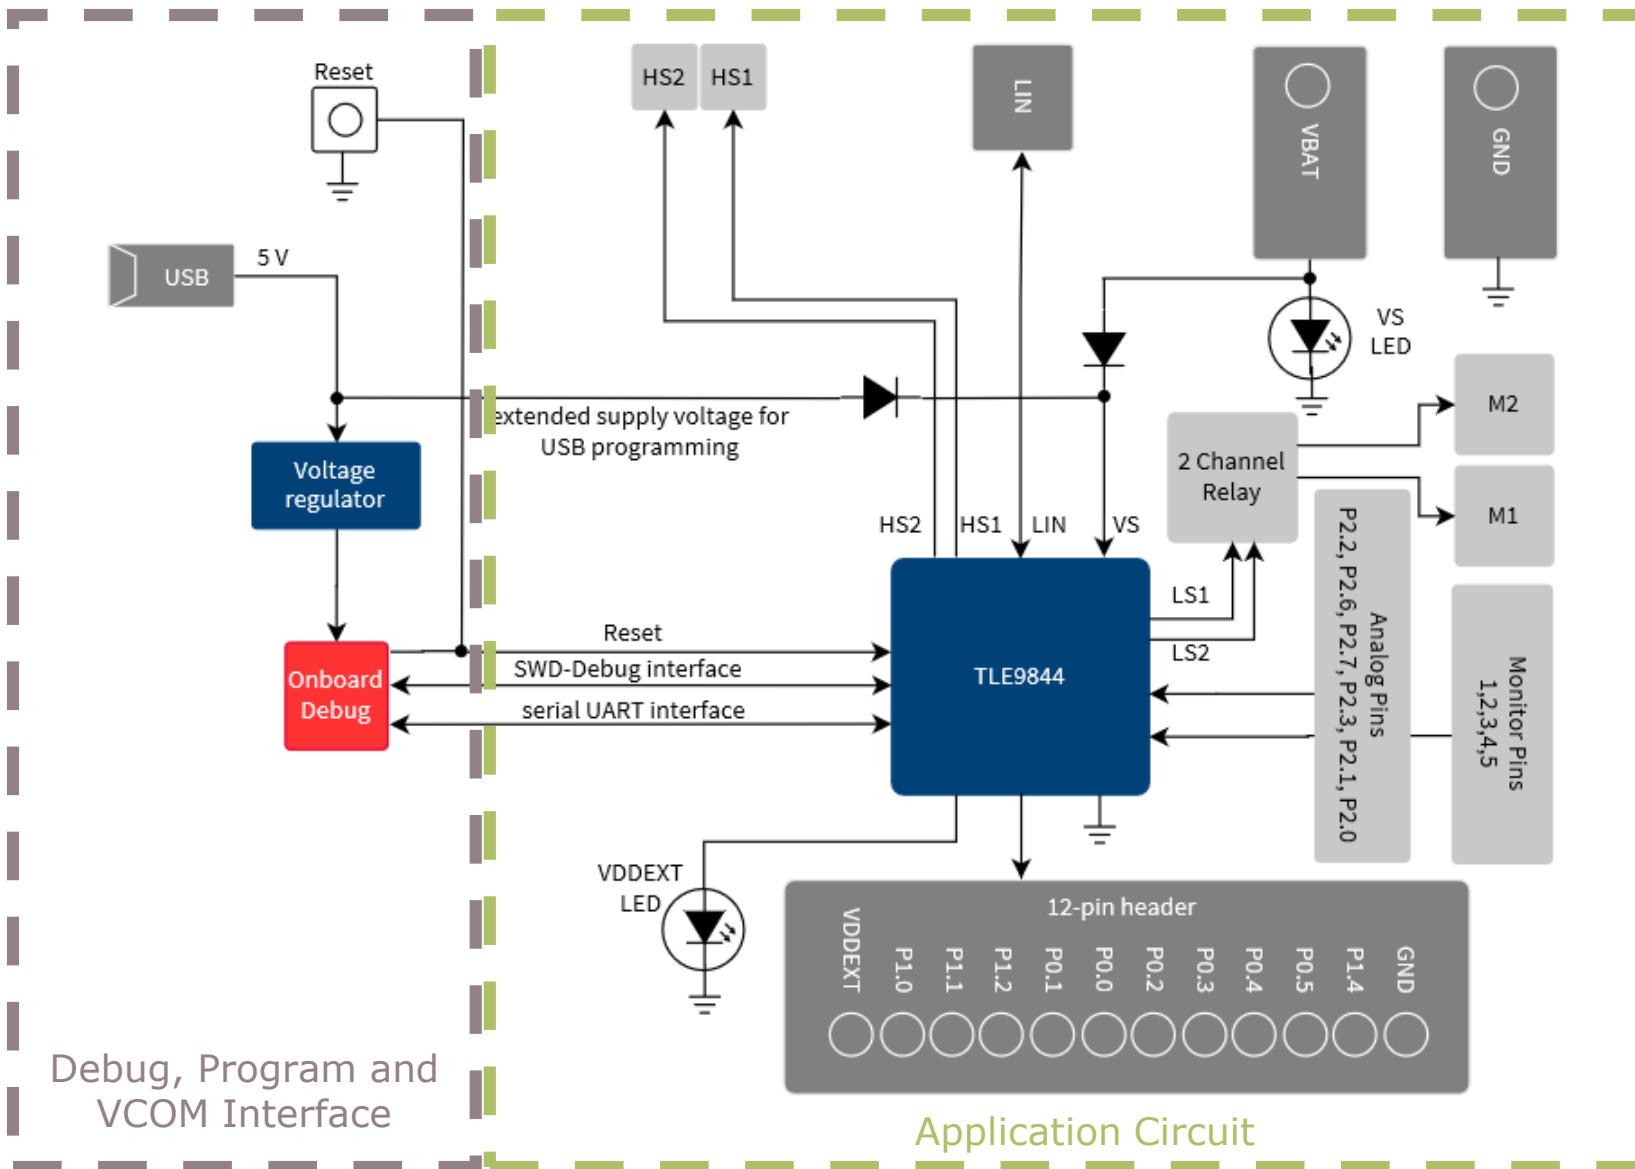 Reset
HS2
HS1
LIN
VBAT
GND
USB
5 V
VS
LED
extended supply voltage for
USB programming
Voltage
regulator
M2
2 Channel
Relay
M1
HS2
HS1
LIN
VS
LS1
LS2
Analog Pins
P2.2, P2.6, P2.7, P2.3, P2.1, P2.0
Monitor Pins
1,2,3,4,5
Reset
SWD-Debug interface
serial UART interface
Onboard
Debug
TLE9844
VDDEXT
LED
12-pin header
VDDEXT
P1.0
P1.1
P1.2
P0.1
P0.0
P0.2
P0.3
P0.4
P0.5
P1.4
GND
Debug, Program and
VCOM Interface
Application Circuit